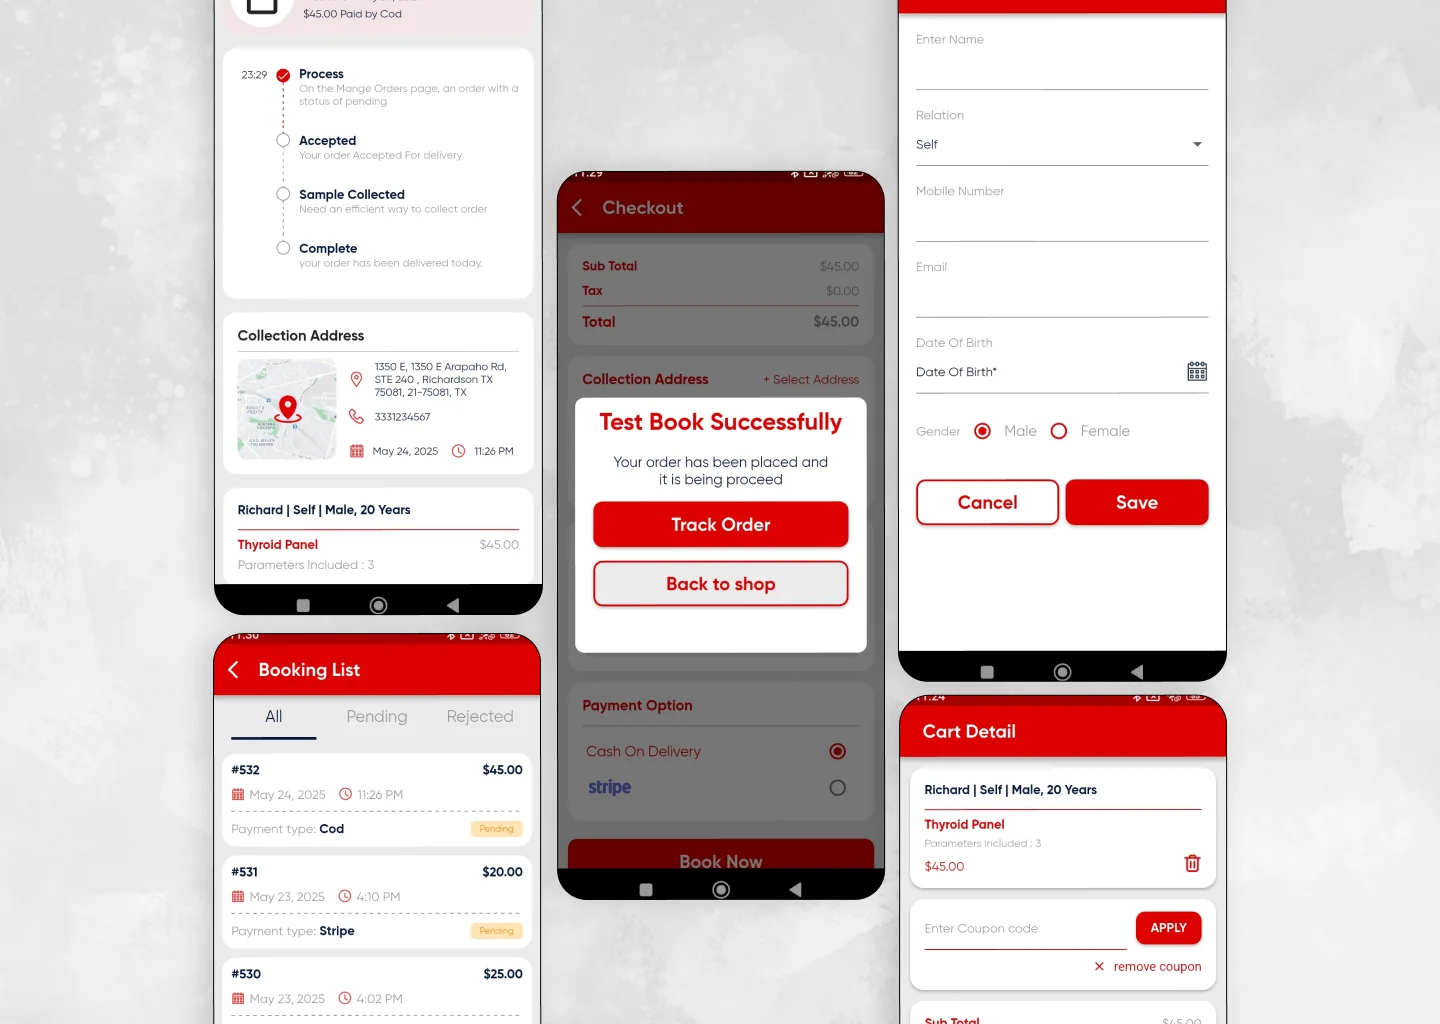 $45.00 Paid by Cod
23:29
Process
On the Mange Orders page, an order with a
status of pending
Accepted
Your order Accepted For delivery.
Sample Collected
Need an efficient way to collect order
Complete
your order has been delivered today.
Collection Address
1350 E, 1350 E Arapaho Rd,
STE 240 , Richardson TX
75081, 21-75081, TX
3331234567
May 24, 2025 11:26 PM
Richard | Self | Male, 20 Years
Thyroid Panel $45.00
Parameters Included : 3
11:30
Booking List
All Pending Rejected
#532 $45.00
May 24, 2025 11:26 PM
Payment type: Cod Pending
#531 $20.00
May 23, 2025 4:10 PM
Payment type: Stripe Pending
#530 $25.00
May 23, 2025 4:02 PM
11:29
Checkout
Sub Total $45.00
Tax $0.00
Total $45.00
Collection Address + Select Address
Test Book Successfully
Your order has been placed and
it is being proceed
Track Order
Back to shop
Payment Option
Cash On Delivery
stripe
Book Now
Enter Name
Relation
Self
Mobile Number
Email
Date Of Birth
Date Of Birth*
Gender Male Female
Cancel Save
11:24
Cart Detail
Richard | Self | Male, 20 Years
Thyroid Panel
Parameters Included : 3
$45.00
Enter Coupon code APPLY
remove coupon
Sub Total $45.00